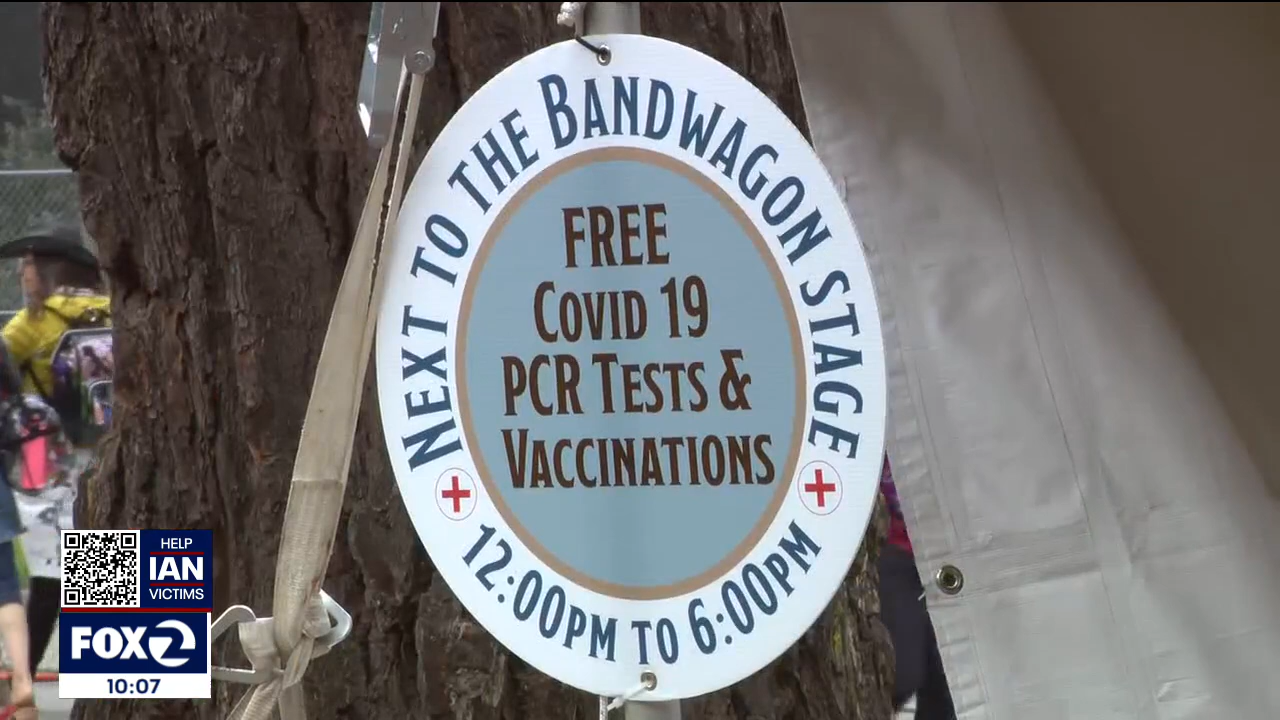 NEXT TO THE BANDWAGON STAGE
FREE
COVID 19
PCR TESTS &
VACCINATIONS
12:00PM TO 6:00PM
HELP
IAN
VICTIMS
FOX 2
10:07